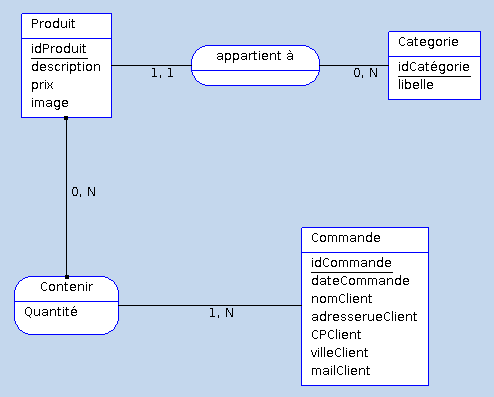 Produit
idProduit
description
prix
image
1, 1
appartient à
0, N
Categorie
idCatégorie
libelle
0, N
Contenir
Quantité
1, N
Commande
idCommande
dateCommande
nomClient
adresserueClient
CPClient
villeClient
mailClient